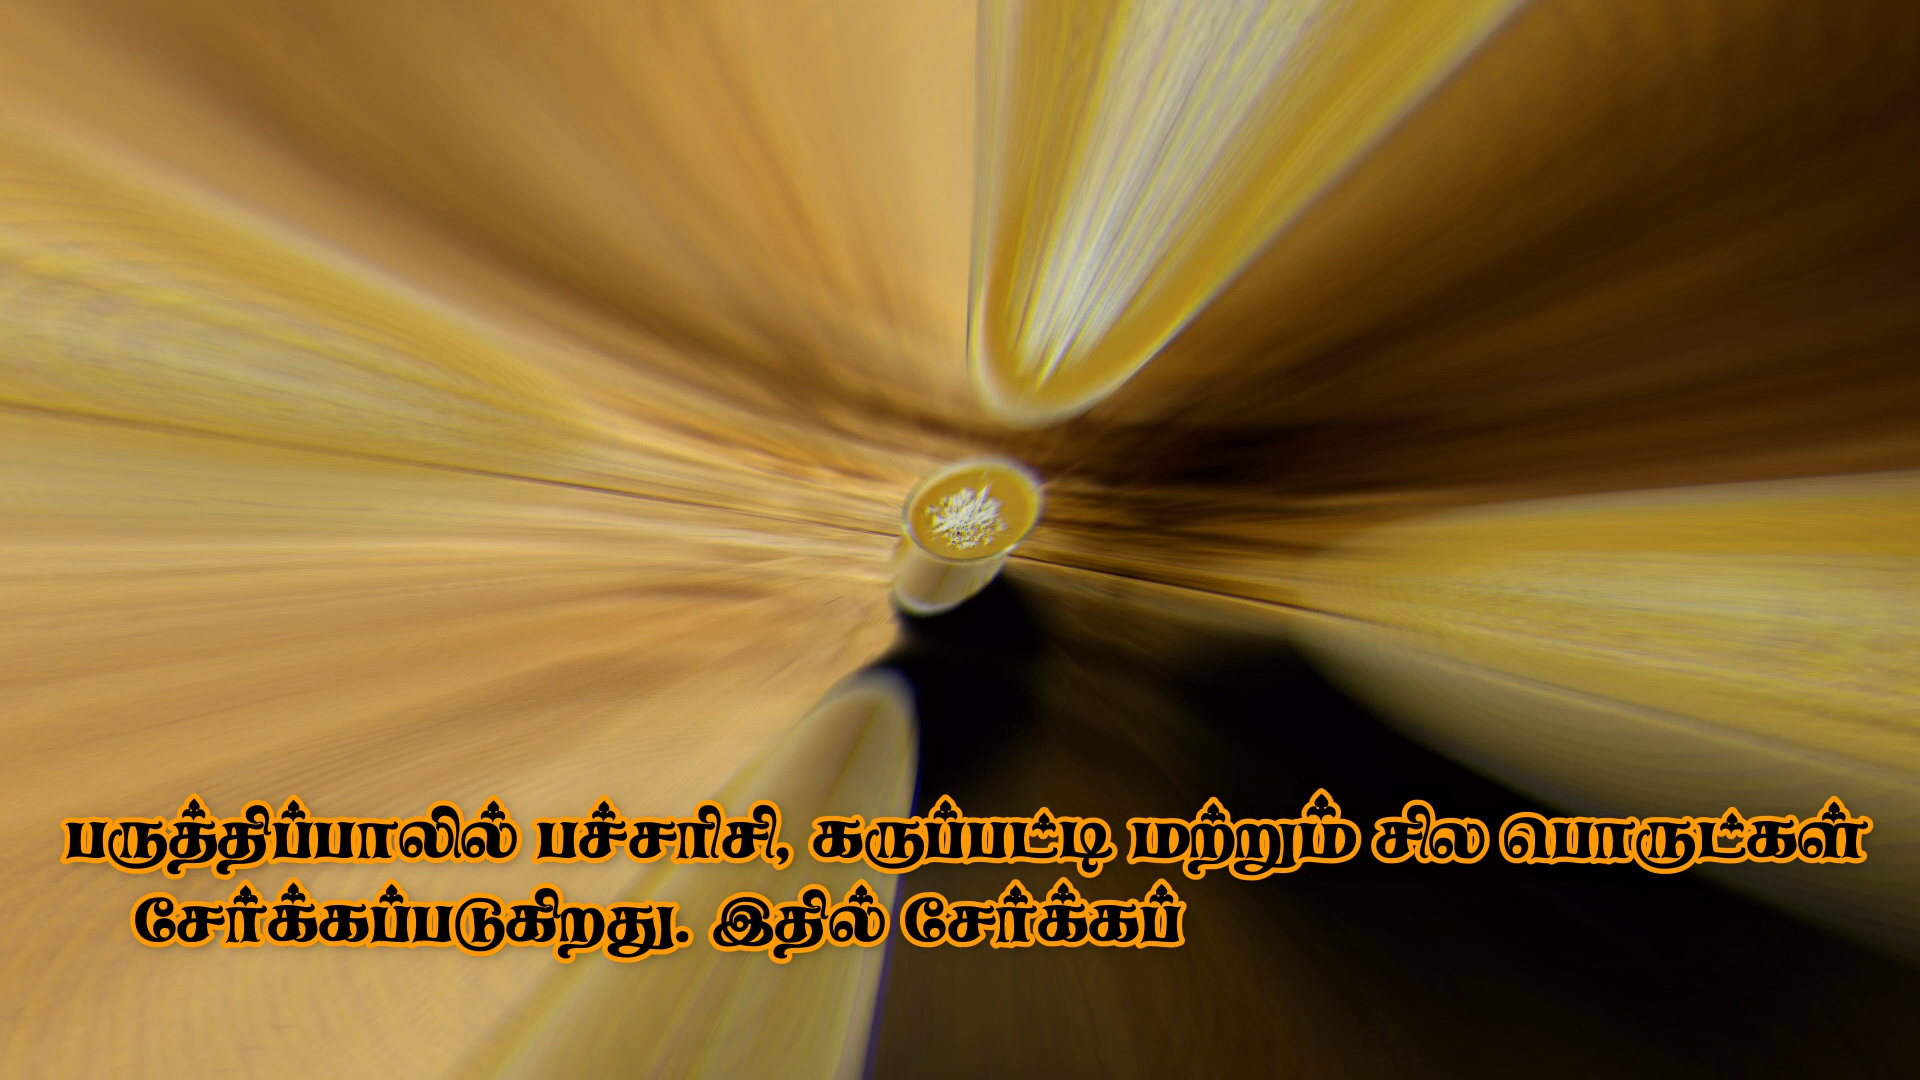 பருத்திப்பாலில் பச்சரிசி, கருப்பட்டி மற்றும் சில பொருட்கள்
சேர்க்கப்படுகிறது. இதில் சேர்க்கப்